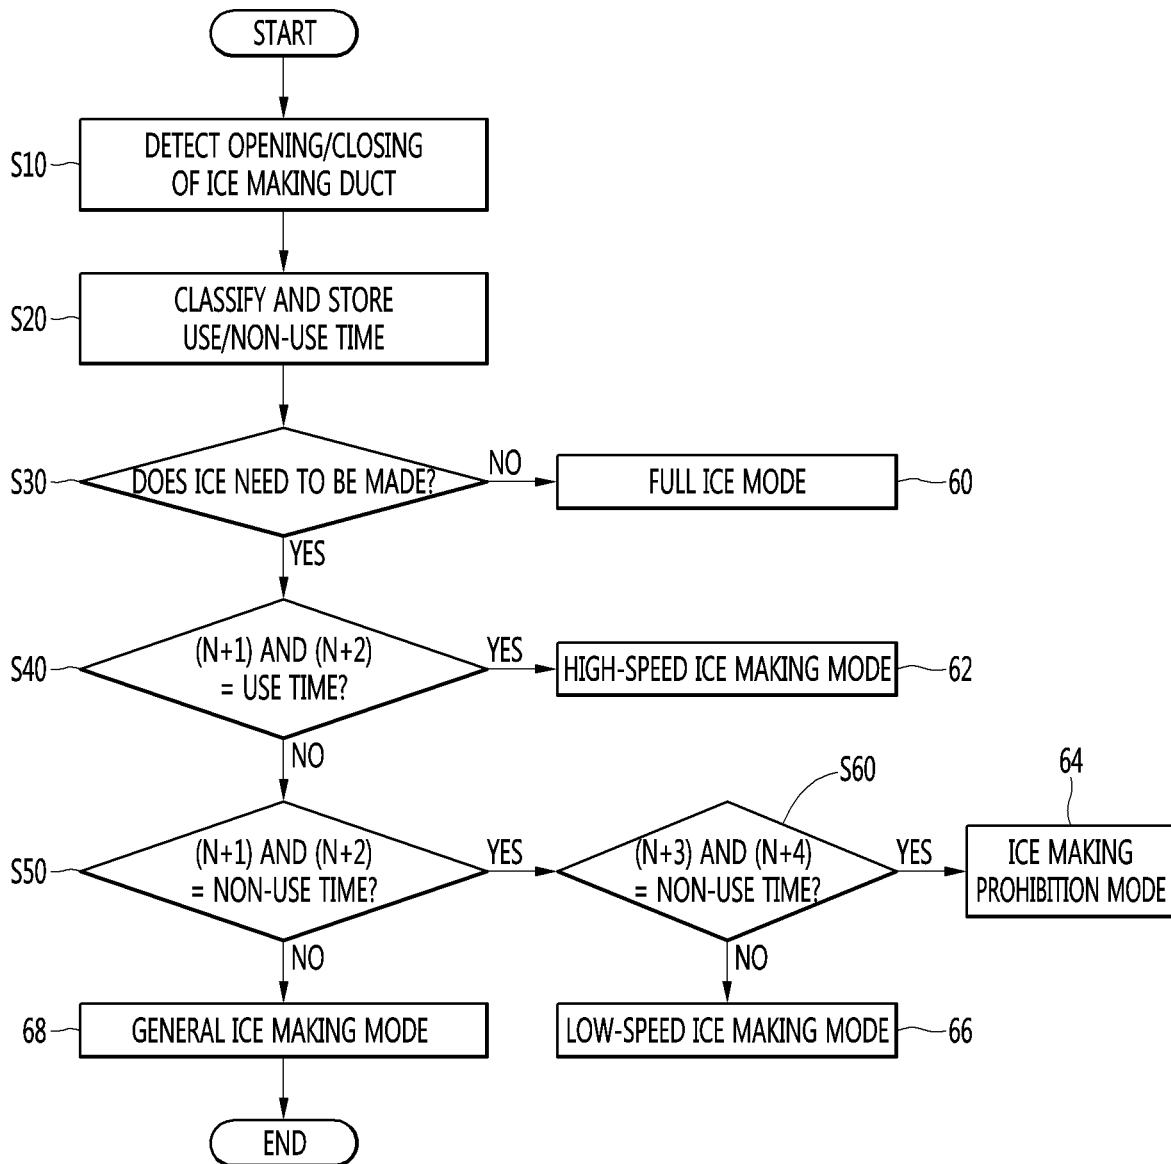 START
S10
DETECT OPENING/CLOSING
OF ICE MAKING DUCT
S20
CLASSIFY AND STORE
USE/NON-USE TIME
S30
DOES ICE NEED TO BE MADE?
NO
FULL ICE MODE
60
YES
S40
(N+1) AND (N+2)
= USE TIME?
YES
HIGH-SPEED ICE MAKING MODE
62
NO
S50
(N+1) AND (N+2)
= NON-USE TIME?
YES
S60
(N+3) AND (N+4)
= NON-USE TIME?
YES
64
ICE MAKING
PROHIBITION MODE
NO
NO
68
GENERAL ICE MAKING MODE
LOW-SPEED ICE MAKING MODE
66
END